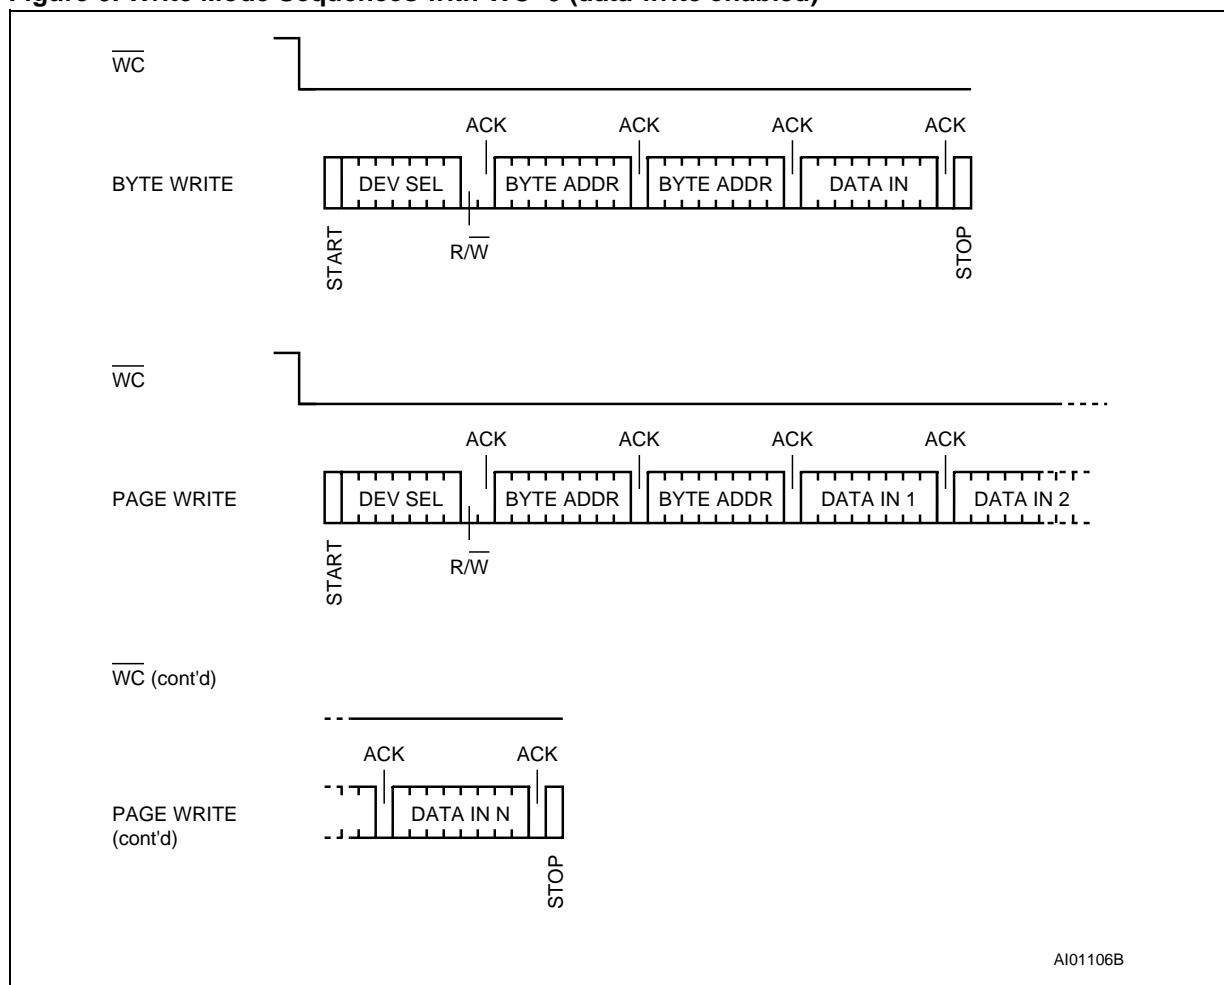 Figure 6. Write Mode Sequences with WC=0 (data write enabled)
WC
ACK ACK ACK ACK
BYTE WRITE DEV SEL BYTE ADDR BYTE ADDR DATA IN
START R/W STOP
WC
ACK ACK ACK ACK
PAGE WRITE DEV SEL BYTE ADDR BYTE ADDR DATA IN 1 DATA IN 2
START R/W
WC (cont'd)
ACK ACK
PAGE WRITE DATA IN N
(cont'd)
STOP
AI01106B